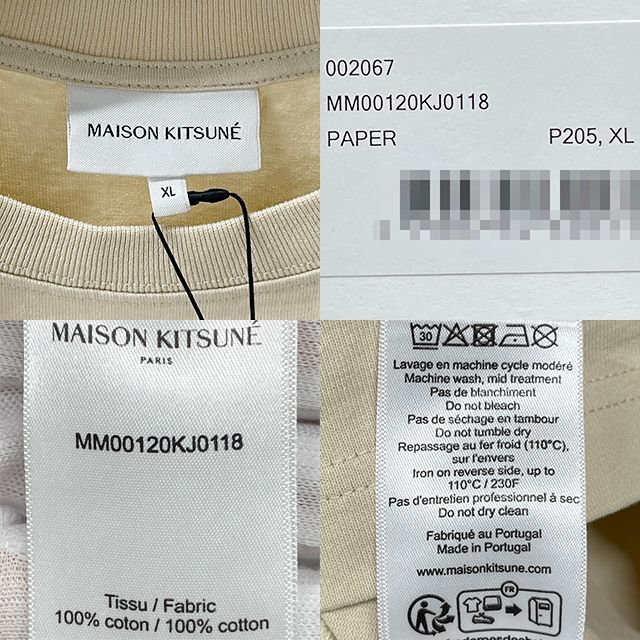 MAISON KITSUNÉ
XL
002067
MM00120KJ0118
PAPER P205, XL
MAISON KITSUNÉ
PARIS
MM00120KJ0118
Tissu / Fabric
100% coton / 100% cotton
30
Lavage en machine cycle modéré
Machine wash, mid treatment
Pas de blanchiment
Do not bleach
Pas de séchage en tambour
Do not tumble dry
Repassage au fer froid (110°C),
sur l'envers
Iron on reverse side, up to
110°C / 230F
Pas d'entretien professionnel à sec
Do not dry clean
Fabriqué au Portugal
Made in Portugal
www.maisonkitsune.com
FR